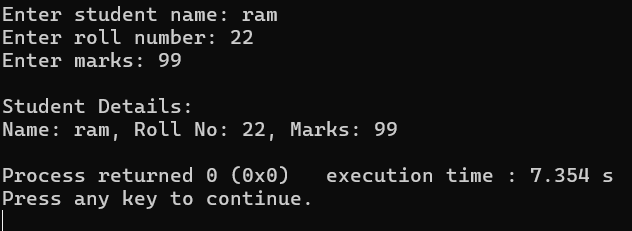 Enter student name: ram
Enter roll number: 22
Enter marks: 99
Student Details:
Name: ram, Roll No: 22, Marks: 99
Process returned 0 (0x0)   execution time : 7.354 s
Press any key to continue.